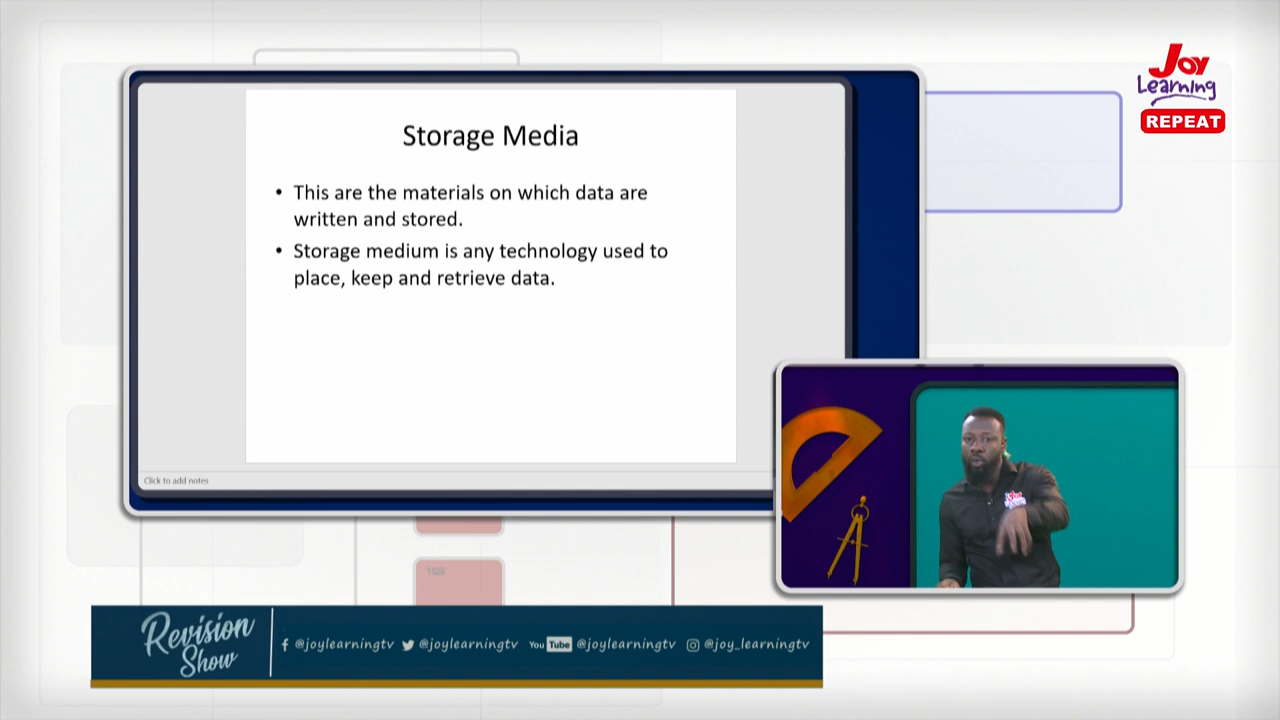 Joy
Learning
REPEAT
Storage Media
• This are the materials on which data are
written and stored.
• Storage medium is any technology used to
place, keep and retrieve data.
Click to add notes
Revision
Show
@joylearningtv @joylearningtv You Tube @joylearningtv @joy_learningtv